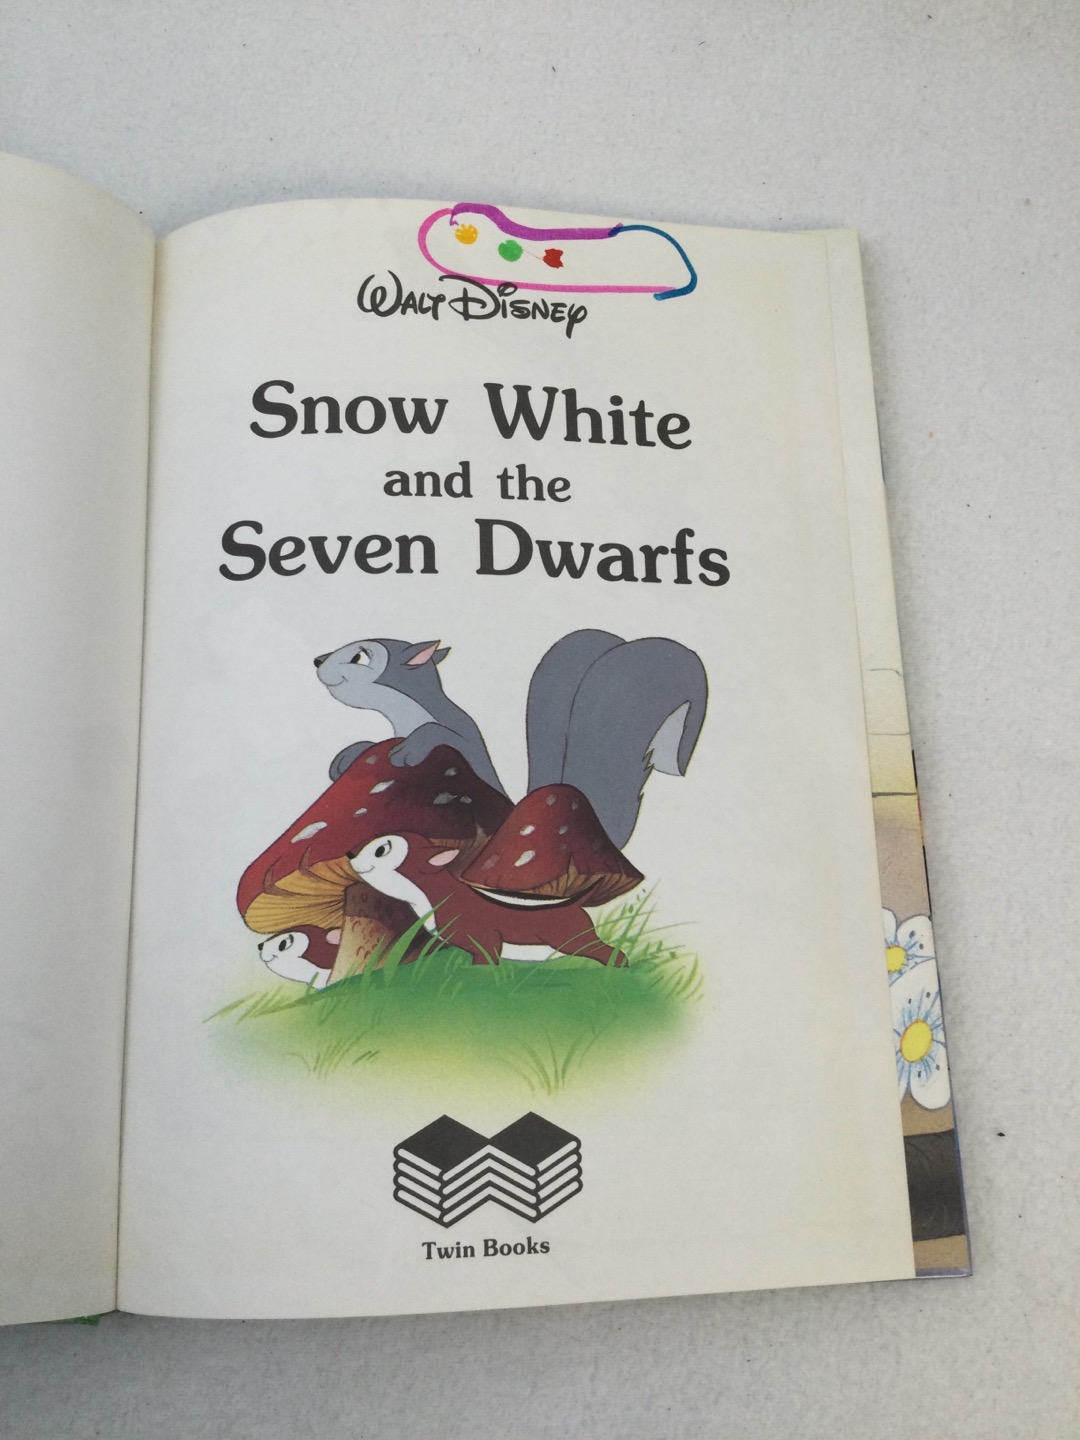 Walt Disney
Snow White
and the
Seven Dwarfs
Twin Books